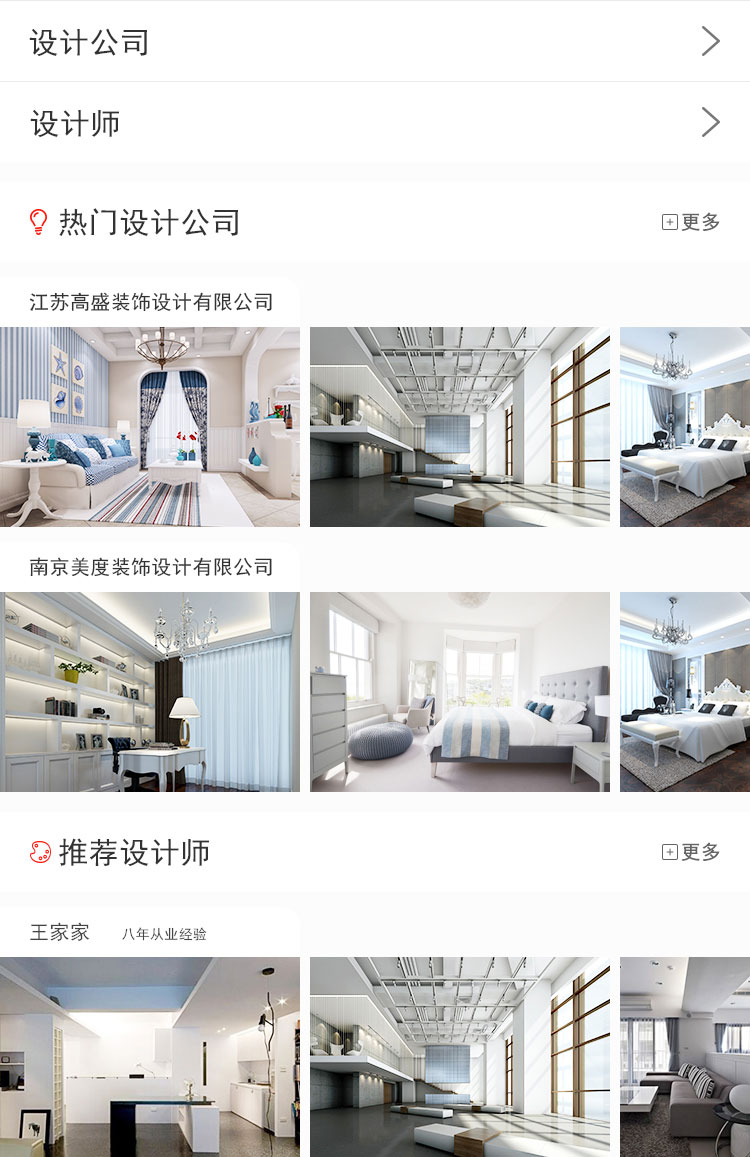 设计公司
设计师
热门设计公司 更多
江苏高盛装饰设计有限公司
南京美度装饰设计有限公司
推荐设计师 更多
王家家 八年从业经验